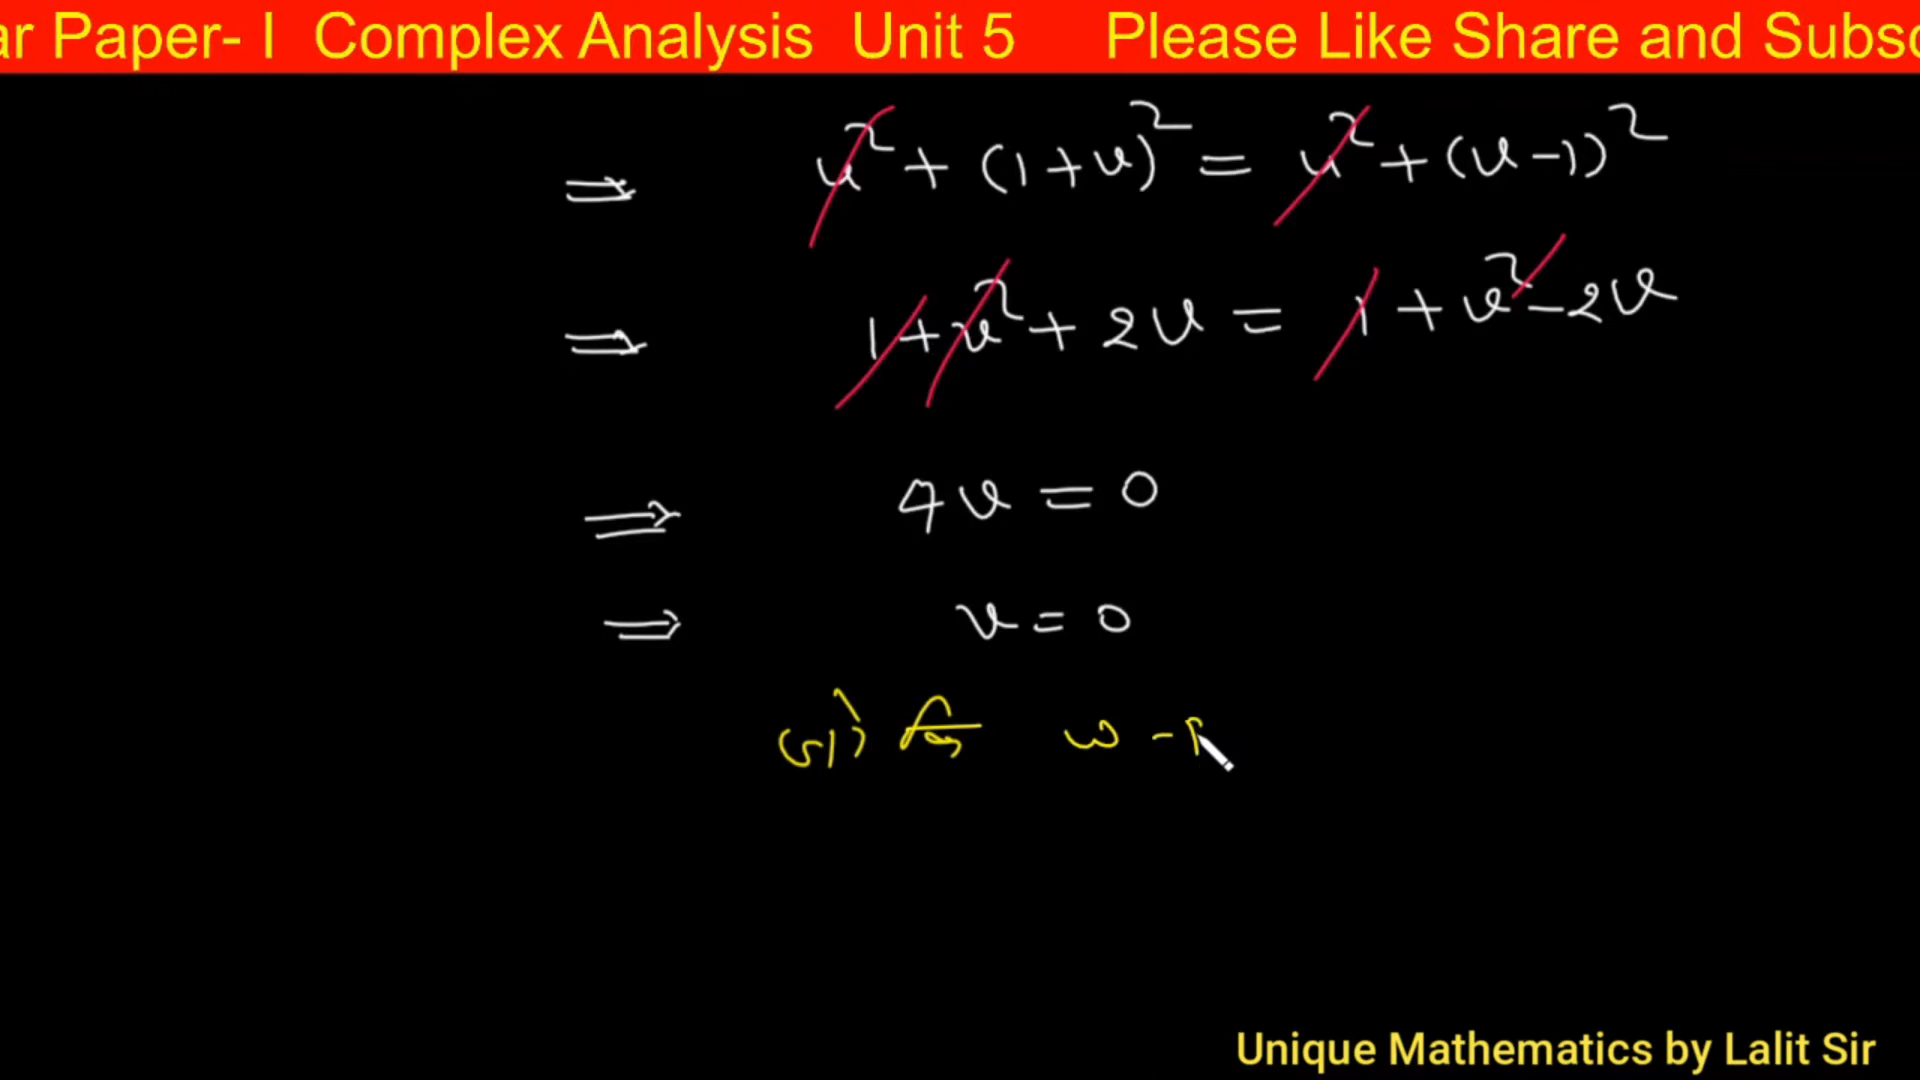 ar Paper- I Complex Analysis Unit 5 Please Like Share and Subsc
⇒ u² + (1+v)² = u² + (v-1)²
⇒ 1 + v² + 2v = 1 + v² - 2v
⇒ 4v = 0
⇒ v = 0
w -
Unique Mathematics by Lalit Sir